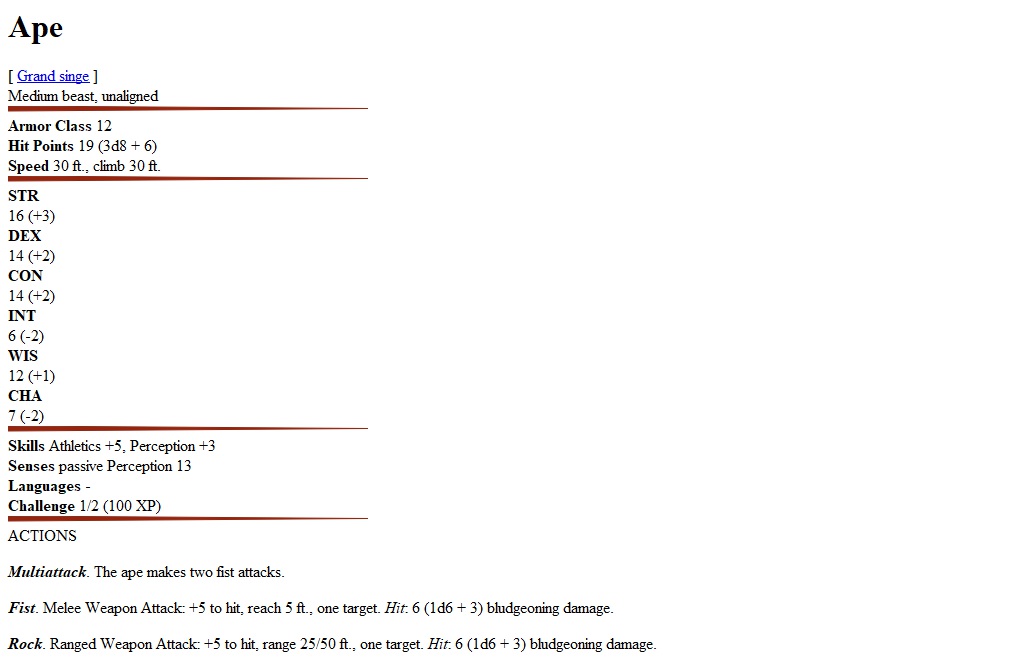 Ape
[ Grand singe ]
Medium beast, unaligned
Armor Class 12
Hit Points 19 (3d8 + 6)
Speed 30 ft., climb 30 ft.
STR
16 (+3)
DEX
14 (+2)
CON
14 (+2)
INT
6 (-2)
WIS
12 (+1)
CHA
7 (-2)
Skills Athletics +5, Perception +3
Senses passive Perception 13
Languages -
Challenge 1/2 (100 XP)
ACTIONS
Multiattack. The ape makes two fist attacks.
Fist. Melee Weapon Attack: +5 to hit, reach 5 ft., one target. Hit: 6 (1d6 + 3) bludgeoning damage.
Rock. Ranged Weapon Attack: +5 to hit, range 25/50 ft., one target. Hit: 6 (1d6 + 3) bludgeoning damage.